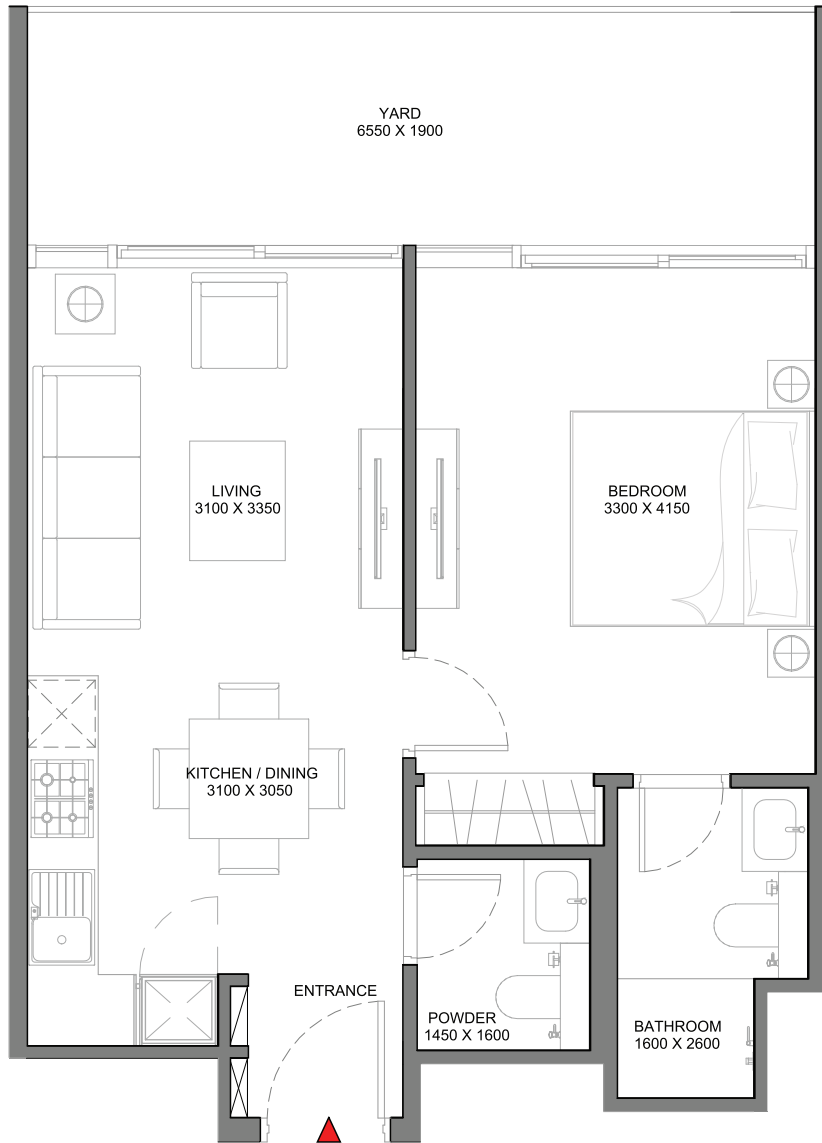 YARD
6550 X 1900
LIVING
3100 X 3350
BEDROOM
3300 X 4150
KITCHEN / DINING
3100 X 3050
ENTRANCE
POWDER
1450 X 1600
BATHROOM
1600 X 2600